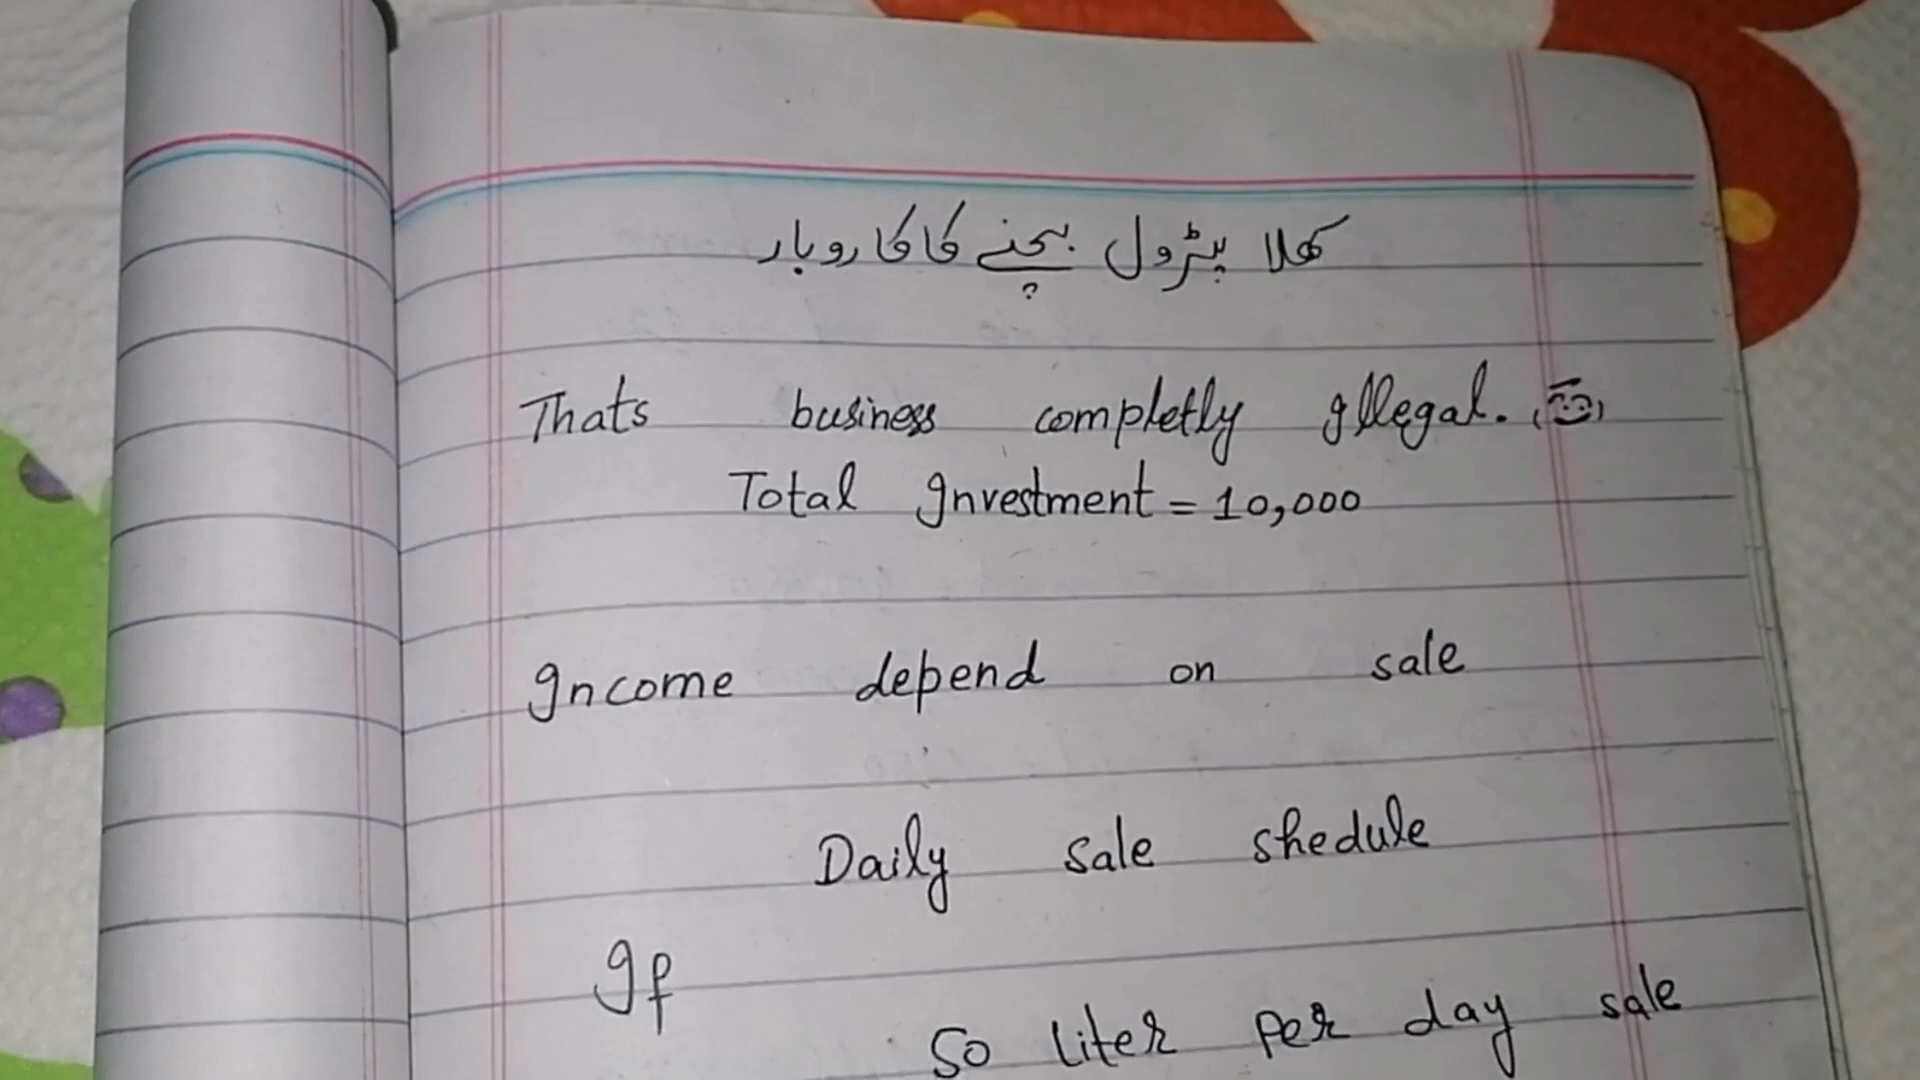 کھلا پیٹرول بیچنے کا کاروبار
Thats business completly Illegal.
Total Investment = 10,000
Income depend on sale
Daily sale shedule
If
50 liter per day sale